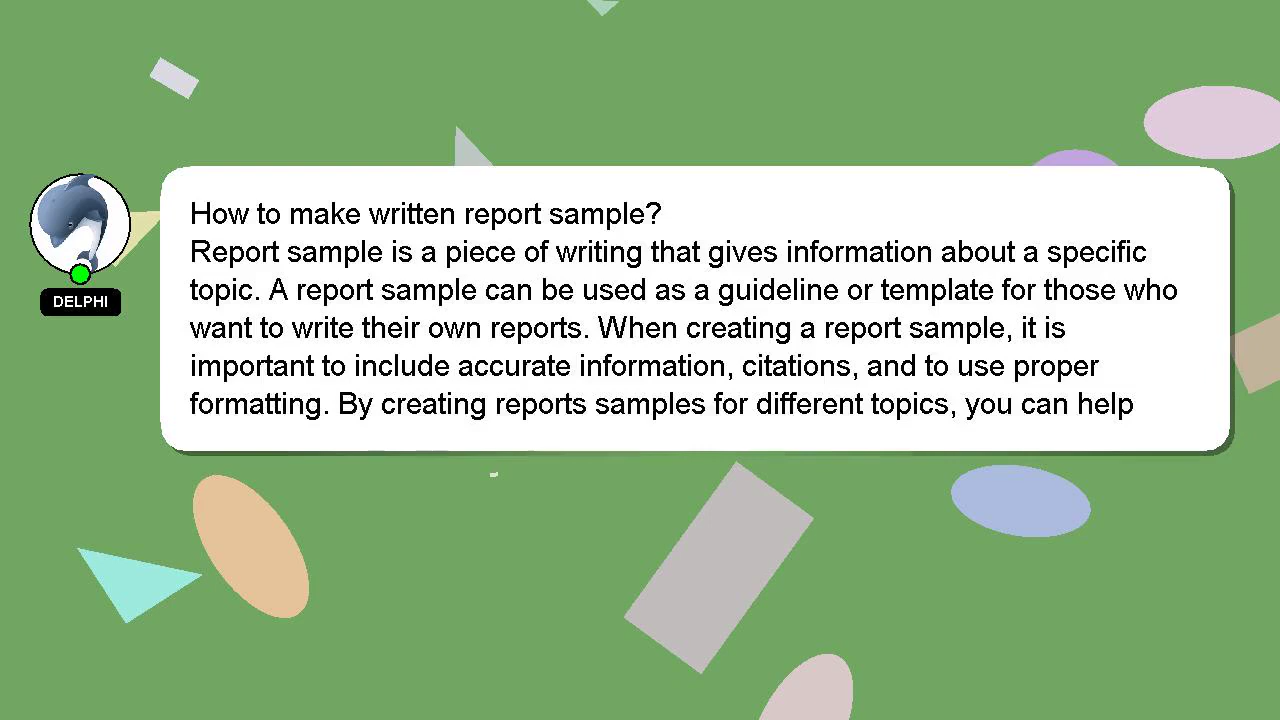 How to make written report sample?
Report sample is a piece of writing that gives information about a specific
topic. A report sample can be used as a guideline or template for those who
want to write their own reports. When creating a report sample, it is
important to include accurate information, citations, and to use proper
formatting. By creating reports samples for different topics, you can help
DELPHI